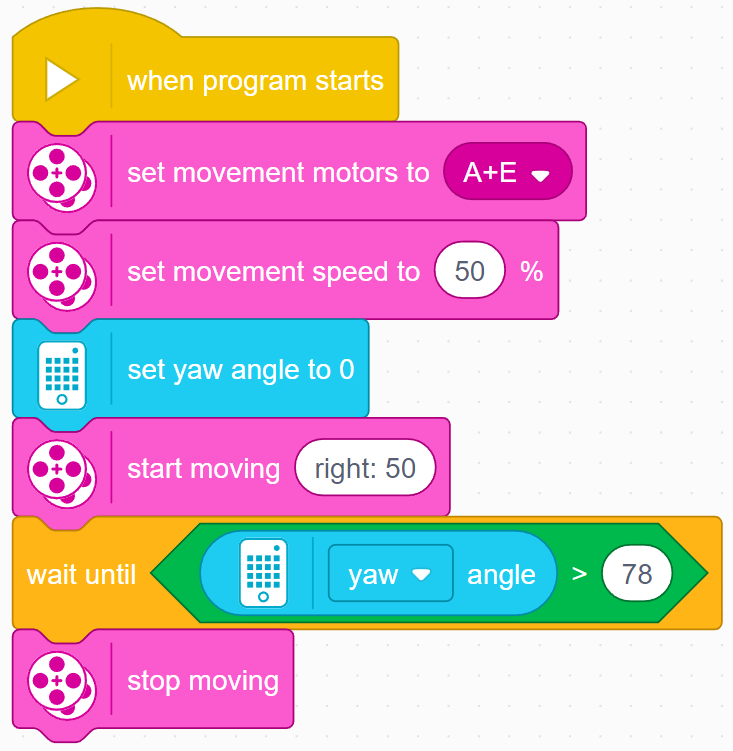 when program starts
set movement motors to A+E
set movement speed to 50 %
set yaw angle to 0
start moving right: 50
wait until yaw angle > 78
stop moving